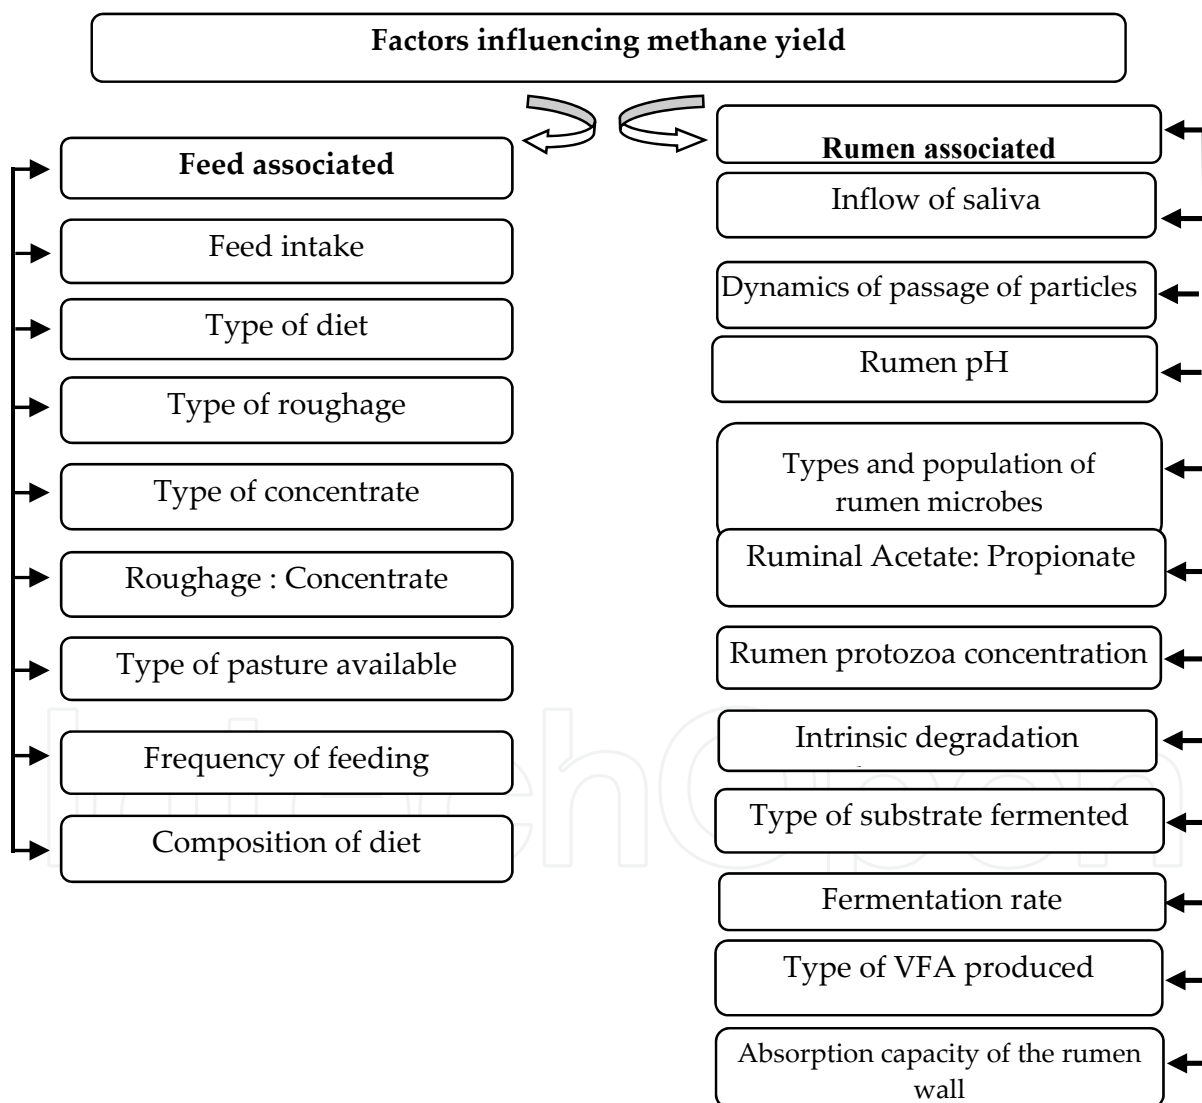 Factors influencing methane yield
Feed associated
Feed intake
Type of diet
Type of roughage
Type of concentrate
Roughage : Concentrate
Type of pasture available
Frequency of feeding
Composition of diet
Rumen associated
Inflow of saliva
Dynamics of passage of particles
Rumen pH
Types and population of
rumen microbes
Ruminal Acetate: Propionate
Rumen protozoa concentration
Intrinsic degradation
Type of substrate fermented
Fermentation rate
Type of VFA produced
Absorption capacity of the rumen
wall
IntechOpen